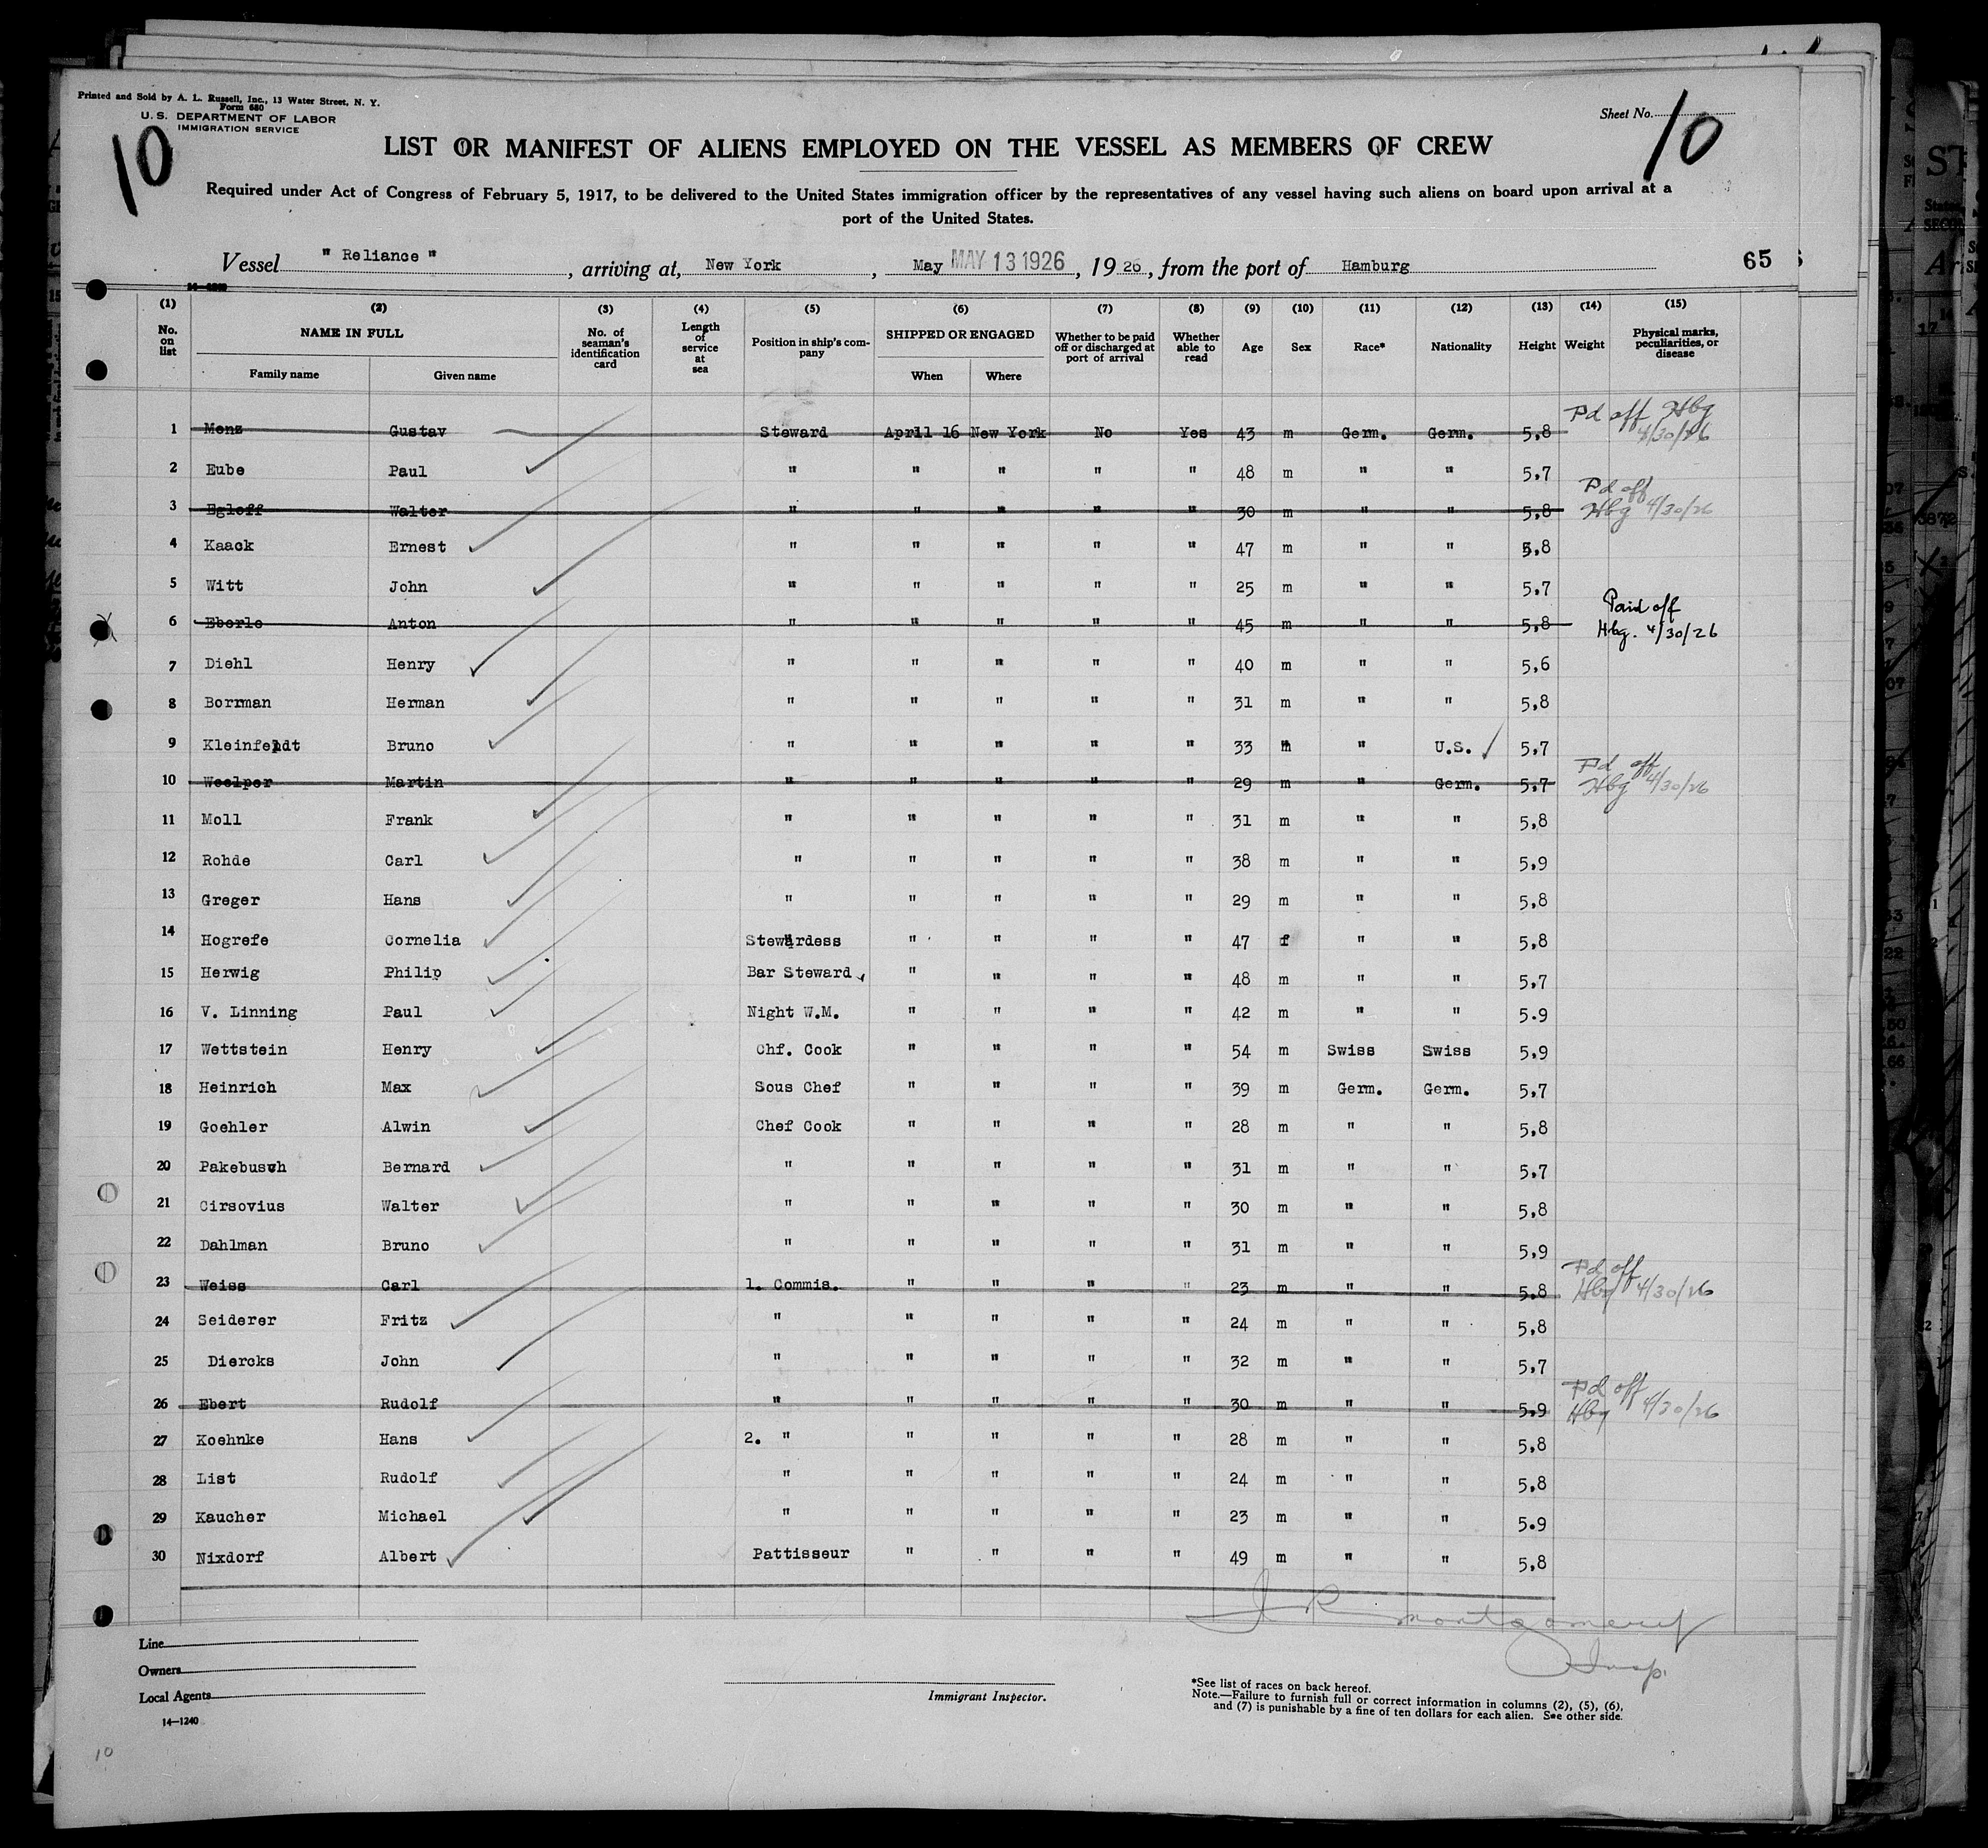 Printed and Sold by A. L. Russell, Inc., 13 Water Street, N. Y.
Form 680
U. S. DEPARTMENT OF LABOR
IMMIGRATION SERVICE
10
Sheet No. 10
LIST OR MANIFEST OF ALIENS EMPLOYED ON THE VESSEL AS MEMBERS OF CREW
Required under Act of Congress of February 5, 1917, to be delivered to the United States immigration officer by the representatives of any vessel having such aliens on board upon arrival at a
port of the United States.
Vessel " Reliance " , arriving at, New York , May MAY 13 1926 , 19 26 , from the port of Hamburg 65
14-1240
(1) (2) (3) (4) (5) (6) (7) (8) (9) (10) (11) (12) (13) (14) (15)
No. on list NAME IN FULL Family name Given name No. of seaman's identification card Length of service at sea Position in ship's company SHIPPED OR ENGAGED When Where Whether to be paid off or discharged at port of arrival Whether able to read Age Sex Race* Nationality Height Weight Physical marks, peculiarities, or disease
1 Menz Gustav Steward April 16 New York No Yes 43 m Germ. Germ. 5,8 Pd off Hbg 4/30/26
2 Eube Paul " " " " " 48 m " " 5,7
3 Egloff Walter " " " " " 30 m " " 5,8 Pd off Hbg 4/30/26
4 Kaack Ernest " " " " " 47 m " " 5,8
5 Witt John " " " " " 25 m " " 5,7
6 Eberle Anton " " " " " 45 m " " 5,8 Paid off Hbg. 4/30/26
7 Diehl Henry " " " " " 40 m " " 5,6
8 Borrman Herman " " " " " 31 m " " 5,8
9 Kleinfeldt Bruno " " " " " 33 m " U.S. 5,7
10 Woelper Martin " " " " " 29 m " Germ. 5,7 Pd off Hbg 4/30/26
11 Moll Frank " " " " " 31 m " " 5,8
12 Rohde Carl " " " " " 38 m " " 5,9
13 Greger Hans " " " " " 29 m " " 5,8
14 Hogrefe Cornelia Stewardess " " " " 47 f " " 5,8
15 Herwig Philip Bar Steward " " " " 48 m " " 5,7
16 V. Linning Paul Night W.M. " " " " 42 m " " 5.9
17 Wettstein Henry Chf. Cook " " " " 54 m Swiss Swiss 5,9
18 Heinrich Max Sous Chef " " " " 39 m Germ. Germ. 5,7
19 Goehler Alwin Chef Cook " " " " 28 m " " 5,8
20 Pakebusch Bernard " " " " " 31 m " " 5,7
21 Cirsovius Walter " " " " " 30 m " " 5,8
22 Dahlman Bruno " " " " " 31 m " " 5,9
23 Weiss Carl 1. Commis. " " " " 23 m " " 5.8 Pd off Hbg 4/30/26
24 Seiderer Fritz " " " " " 24 m " " 5,8
25 Diercks John " " " " " 32 m " " 5,7
26 Ebert Rudolf " " " " " 30 m " " 5,9 Pd off Hbg 4/30/26
27 Koehnke Hans 2. " " " " " 28 m " " 5,8
28 List Rudolf " " " " " 24 m " " 5,8
29 Kaucher Michael " " " " " 23 m " " 5.9
30 Nixdorf Albert Pattisseur " " " " 49 m " " 5,8
J R Montgomery
Insp.
Line
Owners
Local Agents
14-1240
Immigrant Inspector.
*See list of races on back hereof.
Note.—Failure to furnish full or correct information in columns (2), (5), (6),
and (7) is punishable by a fine of ten dollars for each alien. See other side.
10